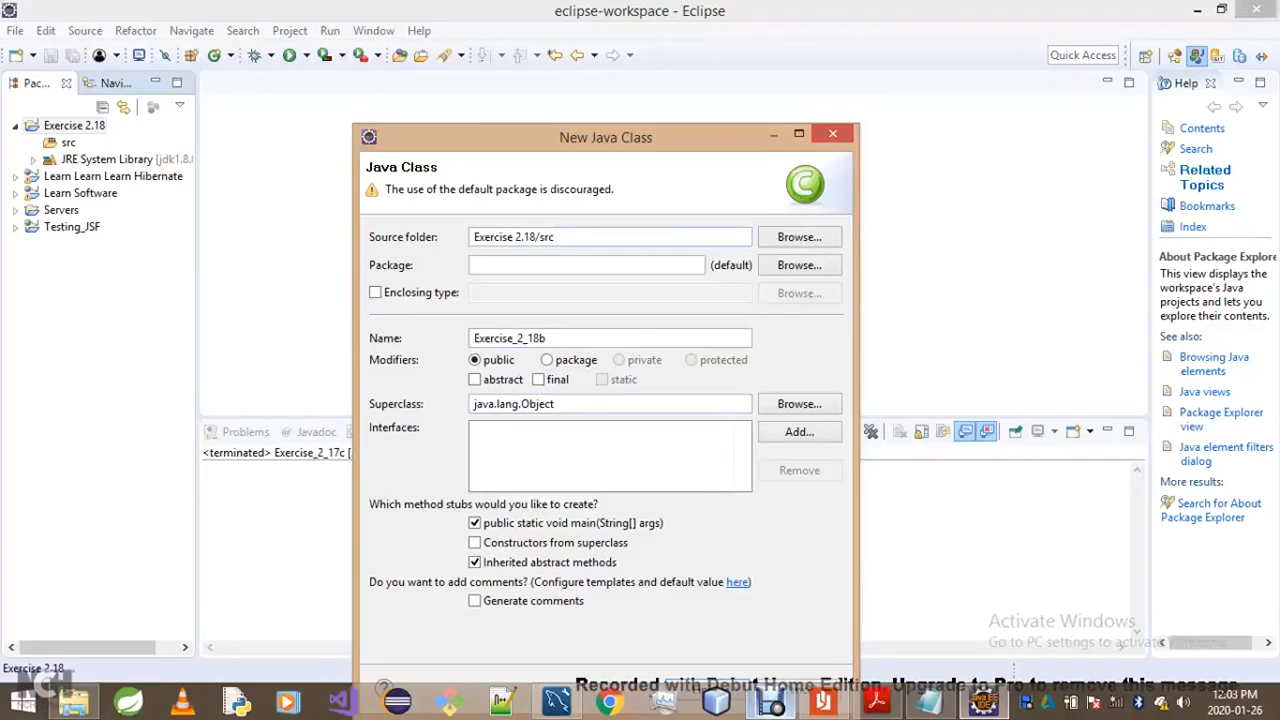 eclipse-workspace - Eclipse
File Edit Source Refactor Navigate Search Project Run Window Help
Quick Access
Pac... Navi...
Help
Exercise 2.18
src
JRE System Library [jdk1.8.
Learn Learn Learn Hibernate
Learn Software
Servers
Testing_JSF
New Java Class
Java Class
The use of the default package is discouraged.
Source folder: Exercise 2.18/src Browse...
Package: (default) Browse...
Enclosing type: Browse...
Name: Exercise_2_18b
Modifiers: public package private protected
abstract final static
Superclass: java.lang.Object Browse...
Interfaces: Add...
Remove
Which method stubs would you like to create?
public static void main(String[] args)
Constructors from superclass
Inherited abstract methods
Do you want to add comments? (Configure templates and default value here)
Generate comments
Problems Javadoc
<terminated> Exercise_2_17c [
Contents
Search
Related
Topics
Bookmarks
Index
About Package Explore
This view displays the
workspace's Java
projects and lets you
explore their contents.
See also:
Browsing Java
elements
Java views
Package Explorer
view
Java element filters
dialog
More results:
Search for About
Package Explorer
Activate Windows
Go to PC settings to activate
Exercise 2.18
NCH
Recorded with Debut Home Edition. Upgrade to Pro to remove this message
12:03 PM
2020-01-26